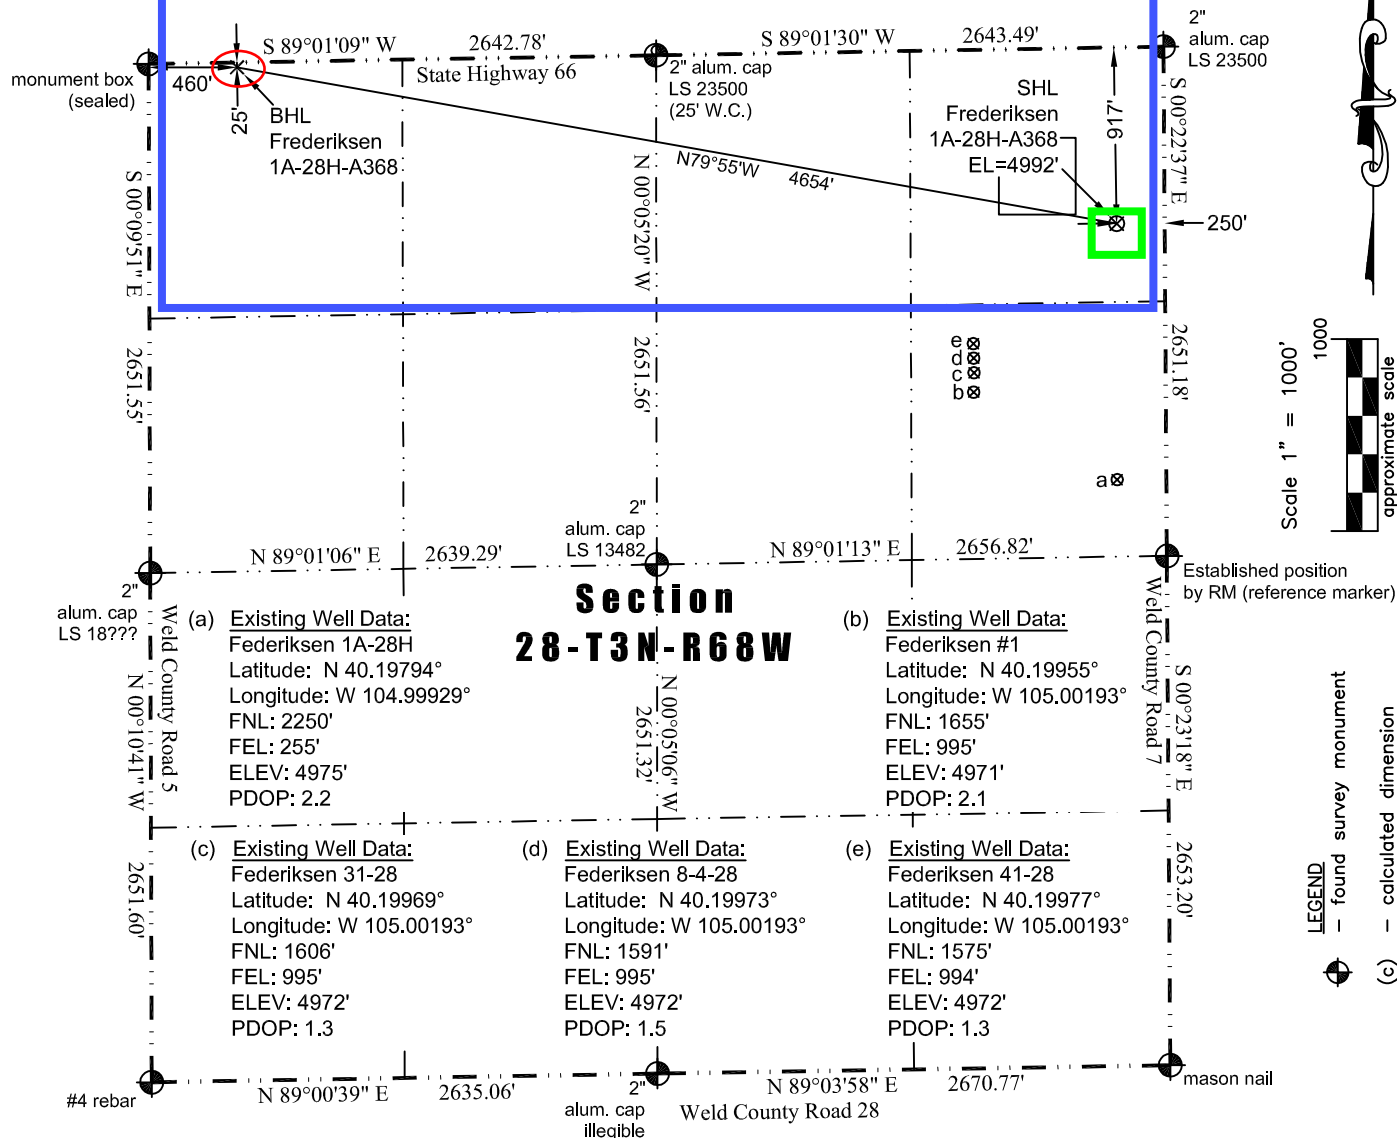 S 89°01'09" W
2642.78'
S 89°01'30" W
2643.49'
2"
alum. cap
LS 23500
monument box
(sealed)
460'
25'
State Highway 66
2" alum. cap
LS 23500
(25' W.C.)
BHL
Frederiksen
1A-28H-A368
SHL
Frederiksen
1A-28H-A368
EL=4992'
917'
250'
N79°55'W
4654'
S 00°09'51" E
2651.55'
N 00°05'20" W
2651.56'
S 00°22'37" E
2651.18'
e
d
c
b
a
Scale 1" = 1000'
1000
approximate scale
2"
alum. cap
LS 13482
N 89°01'06" E
2639.29'
N 89°01'13" E
2656.82'
2"
alum. cap
LS 18???
Established position
by RM (reference marker)
Section
28-T3N-R68W
Weld County Road 5
N 00°10'41" W
2651.60'
N 00°05'06" W
2651.32'
Weld County Road 7
S 00°23'18" E
2653.20'
(a) Existing Well Data:
Federiksen 1A-28H
Latitude: N 40.19794°
Longitude: W 104.99929°
FNL: 2250'
FEL: 255'
ELEV: 4975'
PDOP: 2.2
(b) Existing Well Data:
Federiksen #1
Latitude: N 40.19955°
Longitude: W 105.00193°
FNL: 1655'
FEL: 995'
ELEV: 4971'
PDOP: 2.1
(c) Existing Well Data:
Federiksen 31-28
Latitude: N 40.19969°
Longitude: W 105.00193°
FNL: 1606'
FEL: 995'
ELEV: 4972'
PDOP: 1.3
(d) Existing Well Data:
Federiksen 8-4-28
Latitude: N 40.19973°
Longitude: W 105.00193°
FNL: 1591'
FEL: 995'
ELEV: 4972'
PDOP: 1.5
(e) Existing Well Data:
Federiksen 41-28
Latitude: N 40.19977°
Longitude: W 105.00193°
FNL: 1575'
FEL: 994'
ELEV: 4972'
PDOP: 1.3
LEGEND
– found survey monument
(c) – calculated dimension
#4 rebar
N 89°00'39" E
2635.06'
2"
alum. cap
illegible
N 89°03'58" E
2670.77'
Weld County Road 28
mason nail